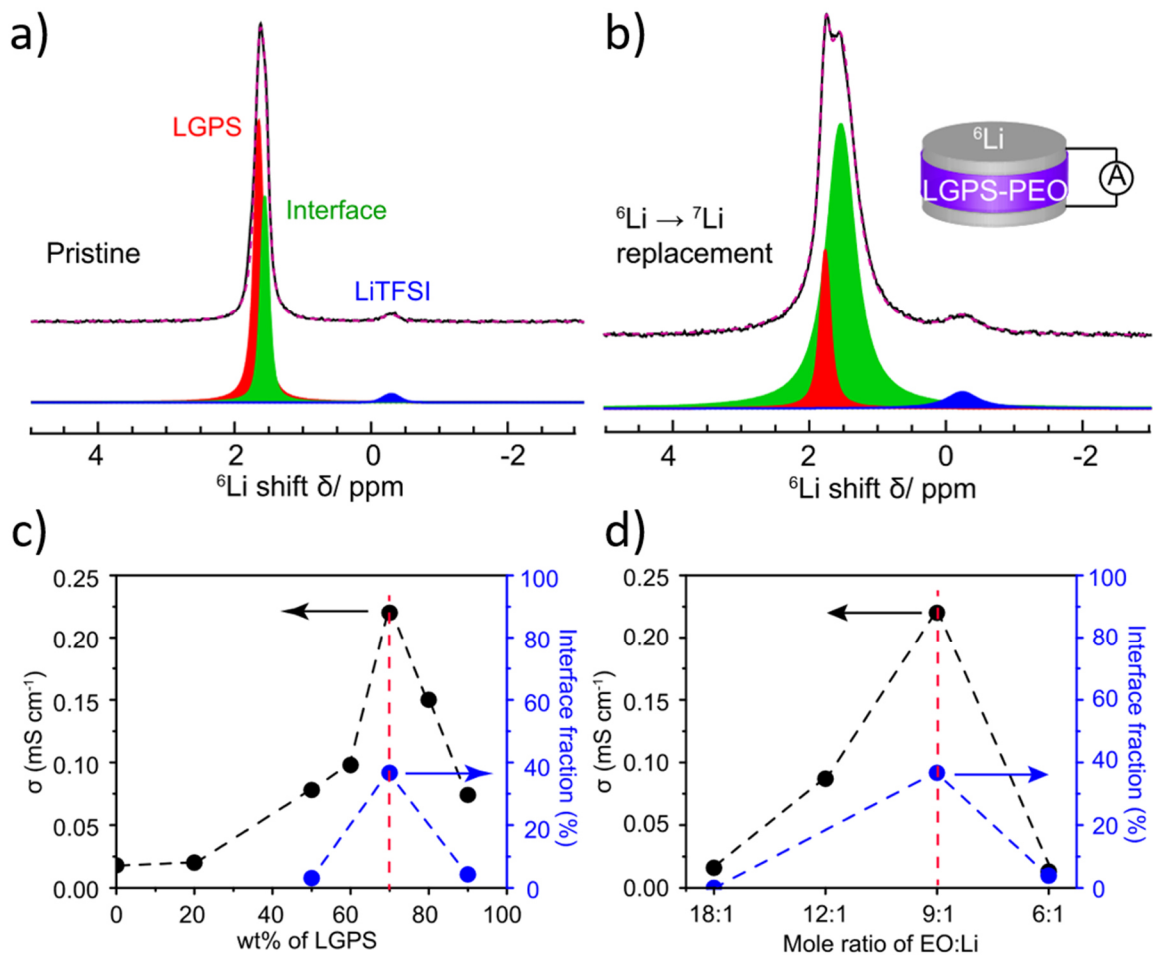 a)
LGPS
Interface
Pristine
LiTFSI
4 2 0 -2
⁶Li shift δ/ ppm
b)
⁶Li
LGPS-PEO
A
⁶Li → ⁷Li
replacement
4 2 0 -2
⁶Li shift δ/ ppm
c)
0.25
0.20
0.15
0.10
0.05
0.00
σ (mS cm⁻¹)
100
80
60
40
20
0
Interface fraction (%)
0 20 40 60 80 100
wt% of LGPS
d)
0.25
0.20
0.15
0.10
0.05
0.00
σ (mS cm⁻¹)
100
80
60
40
20
0
Interface fraction (%)
18:1 12:1 9:1 6:1
Mole ratio of EO:Li